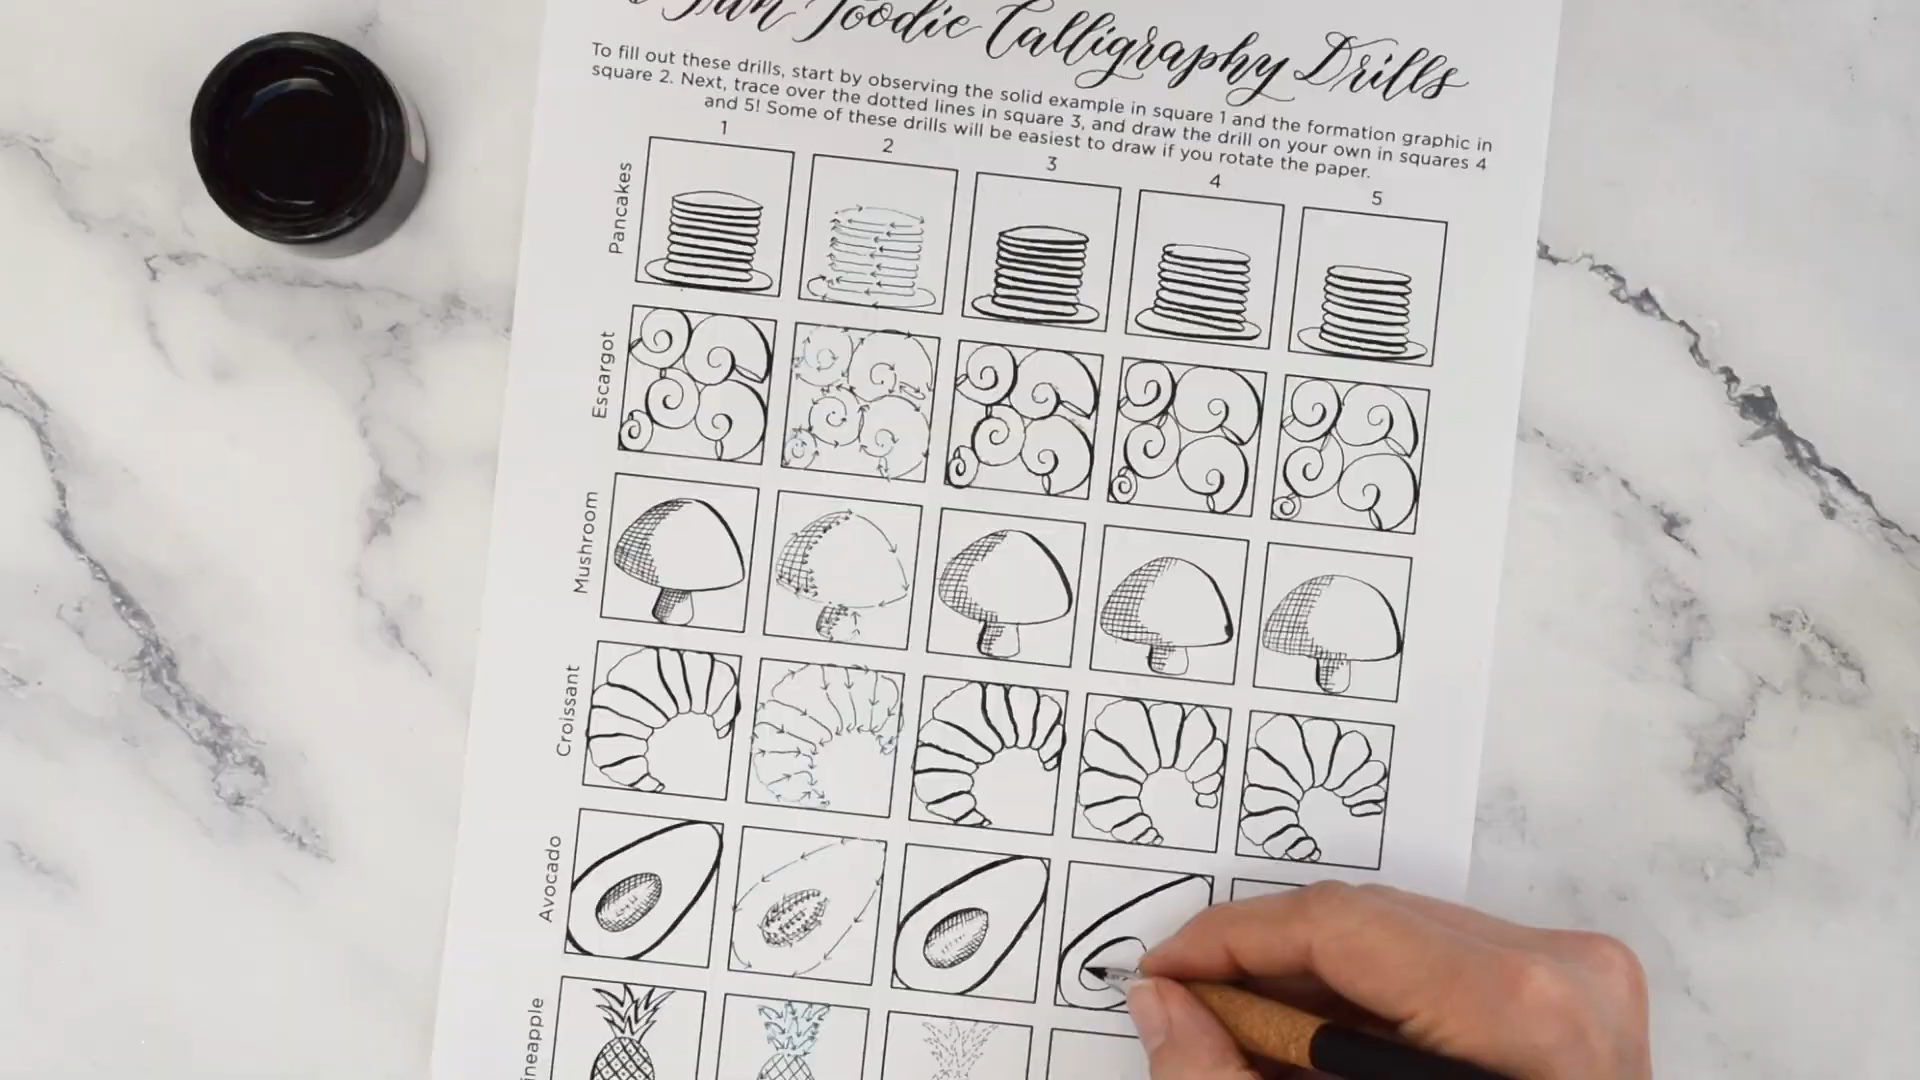 Fun Foodie Calligraphy Drills
To fill out these drills, start by observing the solid example in square 1 and the formation graphic in
square 2. Next, trace over the dotted lines in square 3, and draw the drill on your own in squares 4
and 5! Some of these drills will be easiest to draw if you rotate the paper.
1 2 3 4 5
Pancakes
Escargot
Mushroom
Croissant
Avocado
ineapple